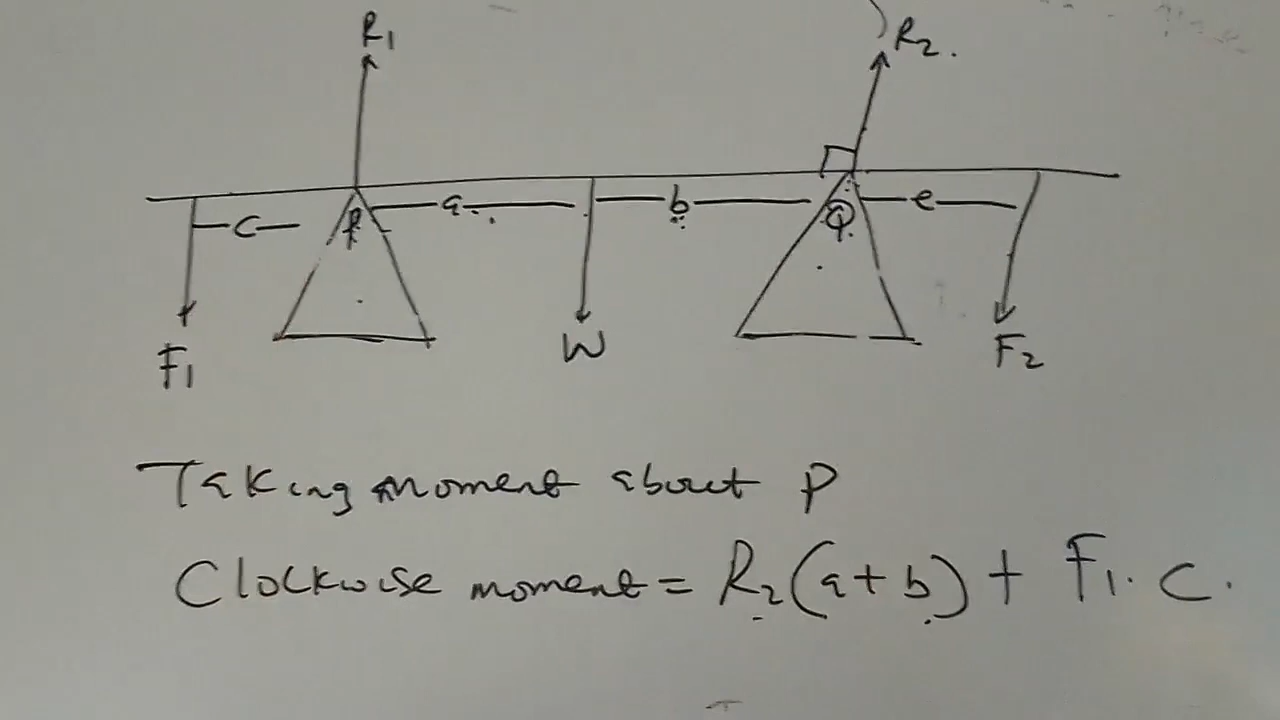 R1
R2.
c
P
a
b
Q
e
F1
W
F2
Taking moment about P
Clockwise moment = R2(a+b) + F1. C.